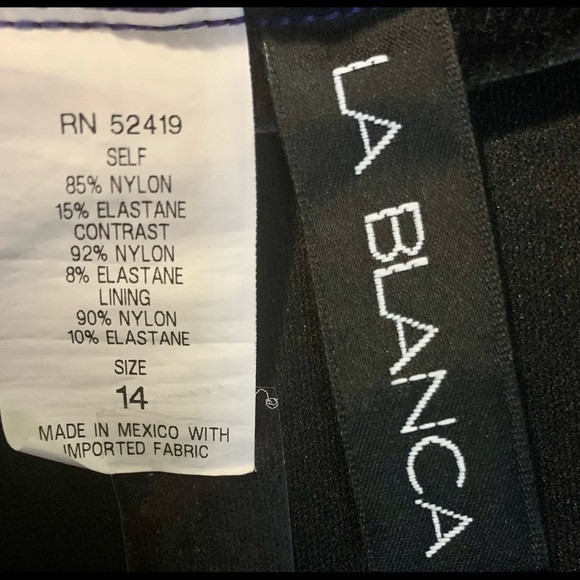 RN 52419
SELF
85% NYLON
15% ELASTANE
CONTRAST
92% NYLON
8% ELASTANE
LINING
90% NYLON
10% ELASTANE
SIZE
14
MADE IN MEXICO WITH
IMPORTED FABRIC
LA BLANCA